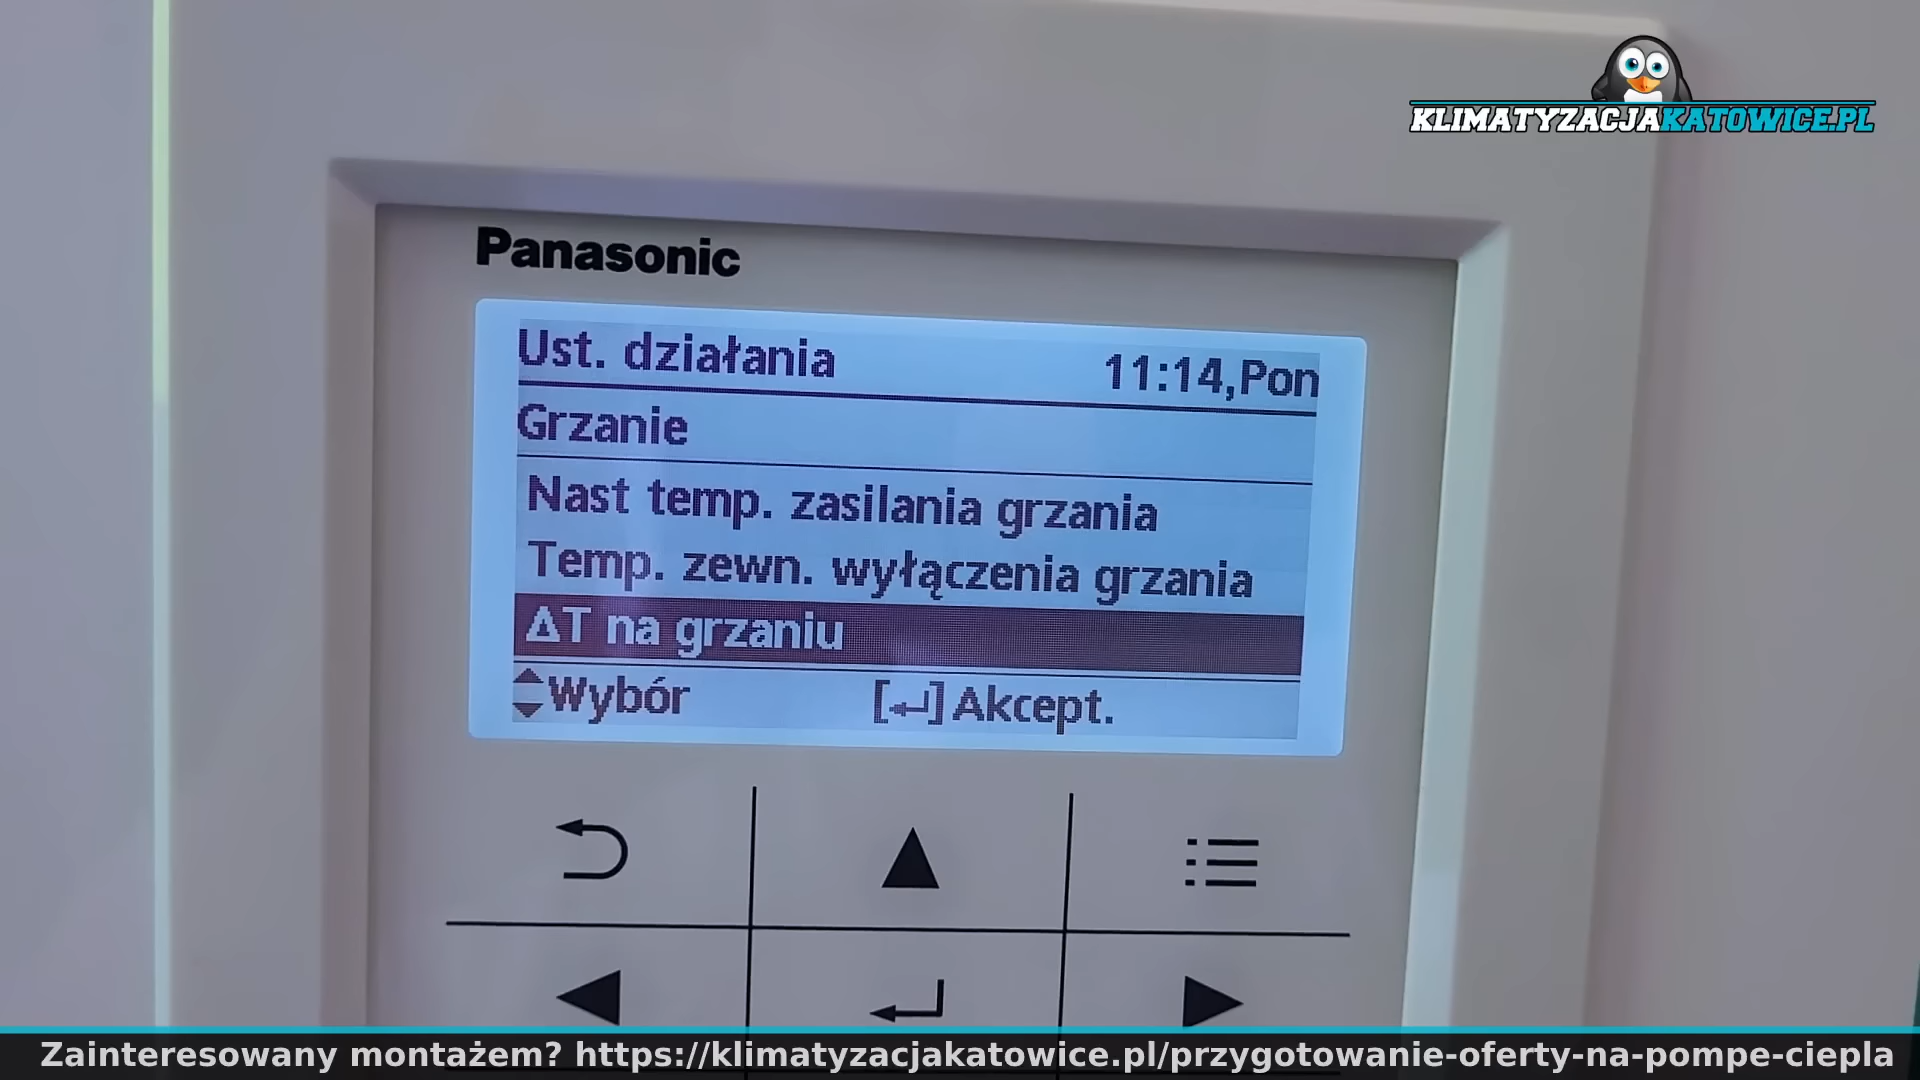 KLIMATYZACJAKATOWICE.PL
Panasonic
Ust. działania 11:14,Pon
Grzanie
Nast temp. zasilania grzania
Temp. zewn. wyłączenia grzania
ΔT na grzaniu
Wybór [↵]Akcept.
Zainteresowany montażem? https://klimatyzacjakatowice.pl/przygotowanie-oferty-na-pompe-ciepla